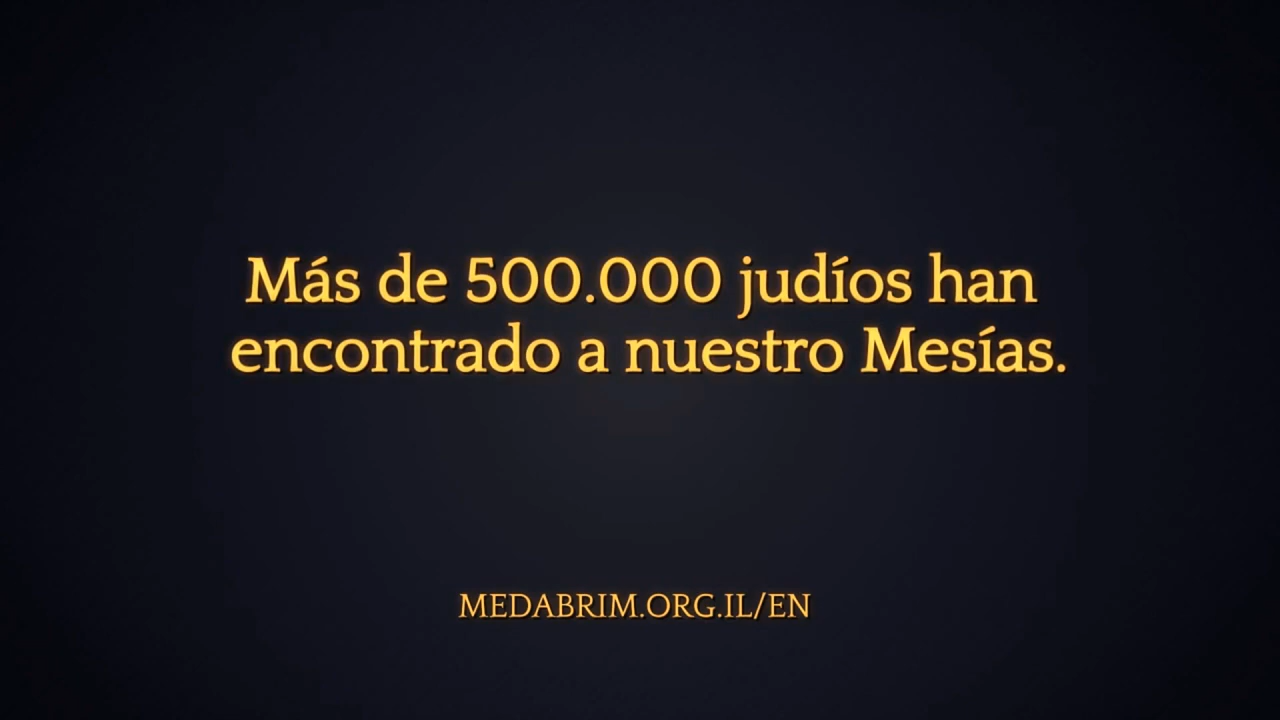 Más de 500.000 judíos han
encontrado a nuestro Mesías.
MEDABRIM.ORG.IL/EN